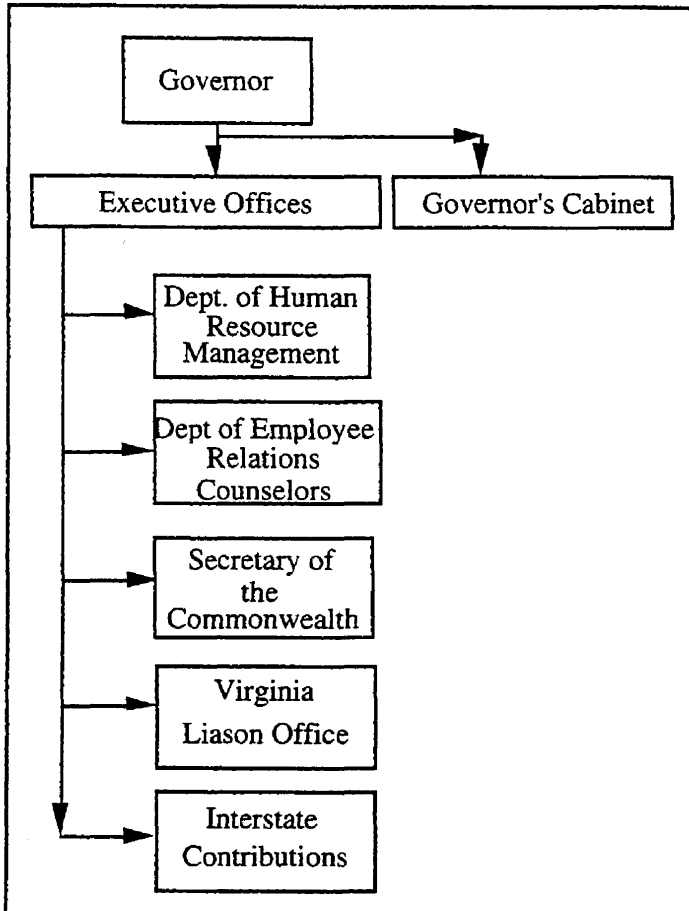 Governor
Executive Offices
Governor's Cabinet
Dept. of Human
Resource
Management
Dept of Employee
Relations
Counselors
Secretary of
the
Commonwealth
Virginia
Liason Office
Interstate
Contributions